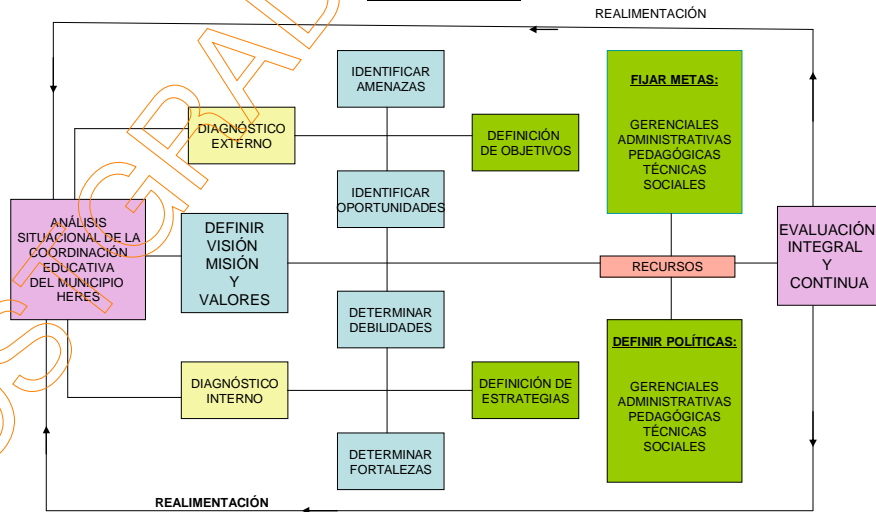 REALIMENTACIÓN
IDENTIFICAR
AMENAZAS
FIJAR METAS:
GERENCIALES
ADMINISTRATIVAS
PEDAGÓGICAS
TÉCNICAS
SOCIALES
DIAGNÓSTICO
EXTERNO
DEFINICIÓN
DE OBJETIVOS
IDENTIFICAR
OPORTUNIDADES
ANÁLISIS
SITUACIONAL DE LA
COORDINACIÓN
EDUCATIVA
DEL MUNICIPIO
HERES
DEFINIR
VISIÓN
MISIÓN
Y
VALORES
RECURSOS
EVALUACIÓN
INTEGRAL
Y
CONTINUA
DETERMINAR
DEBILIDADES
DEFINIR POLÍTICAS:
GERENCIALES
ADMINISTRATIVAS
PEDAGÓGICAS
TÉCNICAS
SOCIALES
DIAGNÓSTICO
INTERNO
DEFINICIÓN DE
ESTRATEGIAS
DETERMINAR
FORTALEZAS
REALIMENTACIÓN